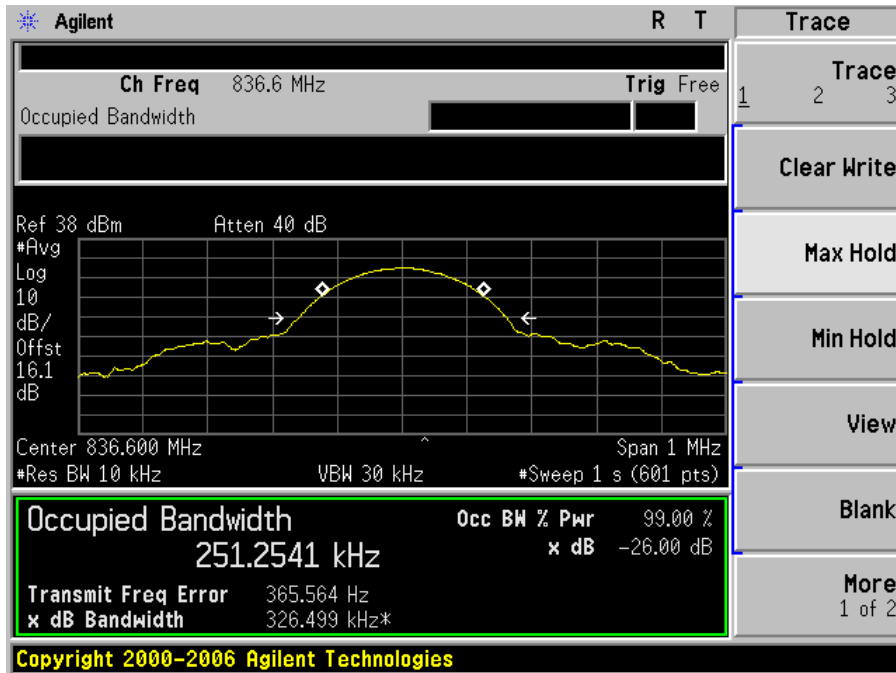 Agilent R T Trace
Ch Freq 836.6 MHz Trig Free
Occupied Bandwidth
Trace
1 2 3
Clear Write
Max Hold
Min Hold
View
Blank
More
1 of 2
Ref 38 dBm Atten 40 dB
#Avg
Log
10
dB/
Offst
16.1
dB
Center 836.600 MHz ^ Span 1 MHz
#Res BW 10 kHz VBW 30 kHz #Sweep 1 s (601 pts)
Occupied Bandwidth Occ BW % Pwr 99.00 %
251.2541 kHz x dB -26.00 dB
Transmit Freq Error 365.564 Hz
x dB Bandwidth 326.499 kHz*
Copyright 2000-2006 Agilent Technologies